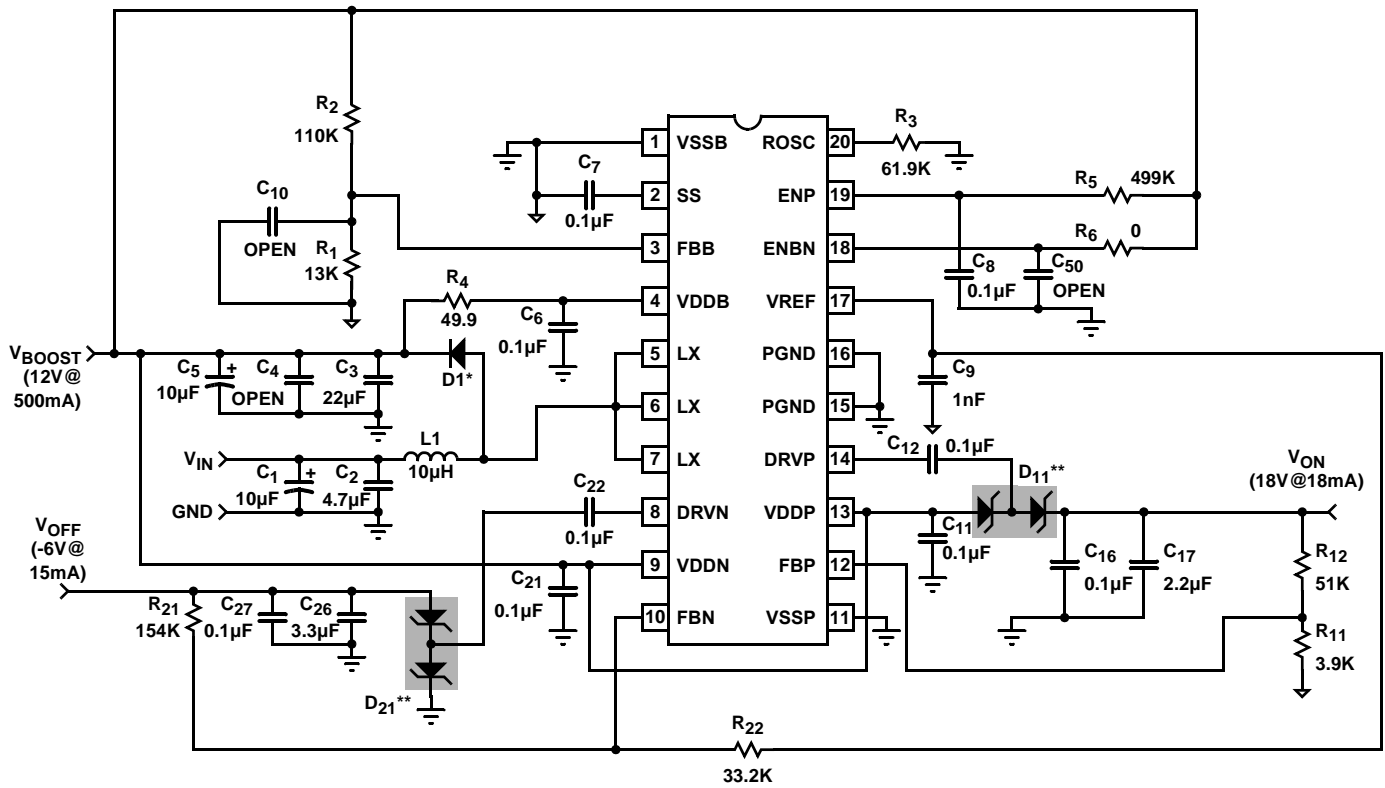 R2
110K
C10
OPEN
R1
13K
C7
0.1µF
R4
49.9
C6
0.1µF
D1*
VBOOST
(12V@
500mA)
C5
+
10µF
C4
OPEN
C3
22µF
VIN
L1
10µH
C1
+
10µF
C2
4.7µF
GND
C22
0.1µF
VOFF
(-6V@
15mA)
R21
154K
C27
0.1µF
C26
3.3µF
D21**
C21
0.1µF
R22
33.2K
1 VSSB
2 SS
3 FBB
4 VDDB
5 LX
6 LX
7 LX
8 DRVN
9 VDDN
10 FBN
ROSC 20
ENP 19
ENBN 18
VREF 17
PGND 16
PGND 15
DRVP 14
VDDP 13
FBP 12
VSSP 11
R3
61.9K
R5
499K
R6
0
C8
0.1µF
C50
OPEN
C9
1nF
C12
0.1µF
D11**
VON
(18V@18mA)
C11
0.1µF
C16
0.1µF
C17
2.2µF
R12
51K
R11
3.9K